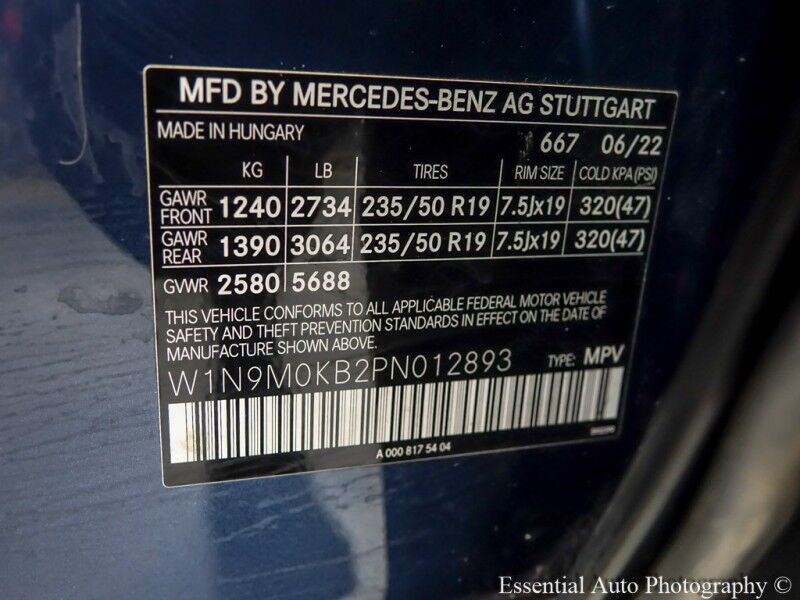 MFD BY MERCEDES-BENZ AG STUTTGART
MADE IN HUNGARY 667 06/22
KG LB TIRES RIM SIZE COLD KPA(PSI)
GAWR FRONT 1240 2734 235/50 R19 7.5Jx19 320(47)
GAWR REAR 1390 3064 235/50 R19 7.5Jx19 320(47)
GVWR 2580 5688
THIS VEHICLE CONFORMS TO ALL APPLICABLE FEDERAL MOTOR VEHICLE
SAFETY AND THEFT PREVENTION STANDARDS IN EFFECT ON THE DATE OF
MANUFACTURE SHOWN ABOVE.
W1N9M0KB2PN012893 TYPE: MPV
A 000 817 54 04
Essential Auto Photography ©